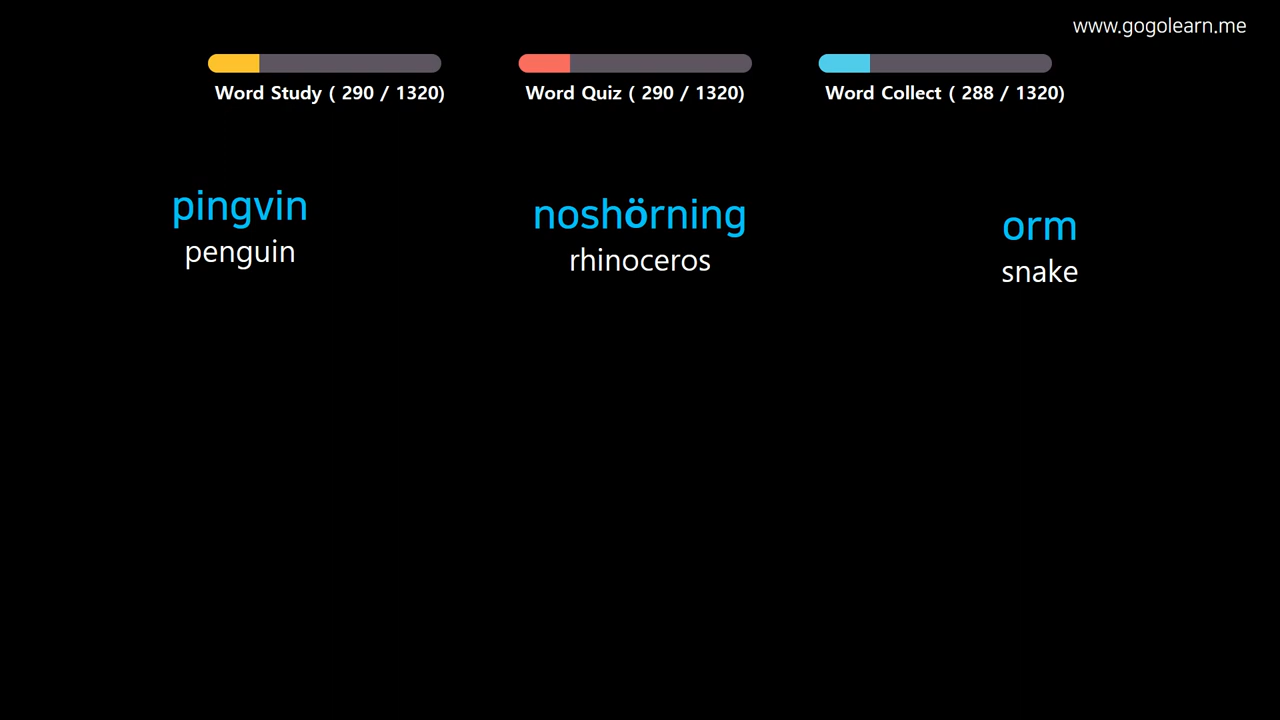 www.gogolearn.me
Word Study ( 290 / 1320)
Word Quiz ( 290 / 1320)
Word Collect ( 288 / 1320)
pingvin
penguin
noshörning
rhinoceros
orm
snake